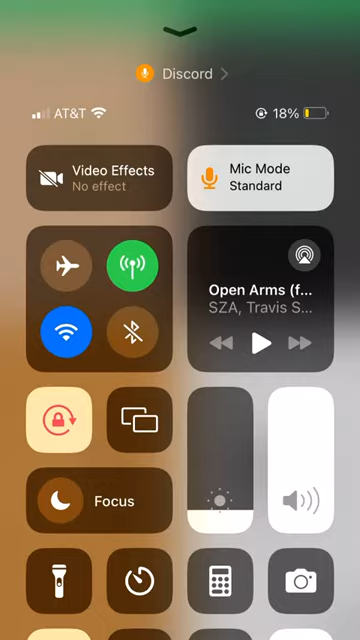 Discord
AT&T
18%
Video Effects
No effect
Mic Mode
Standard
Open Arms (f...
SZA, Travis S...
Focus